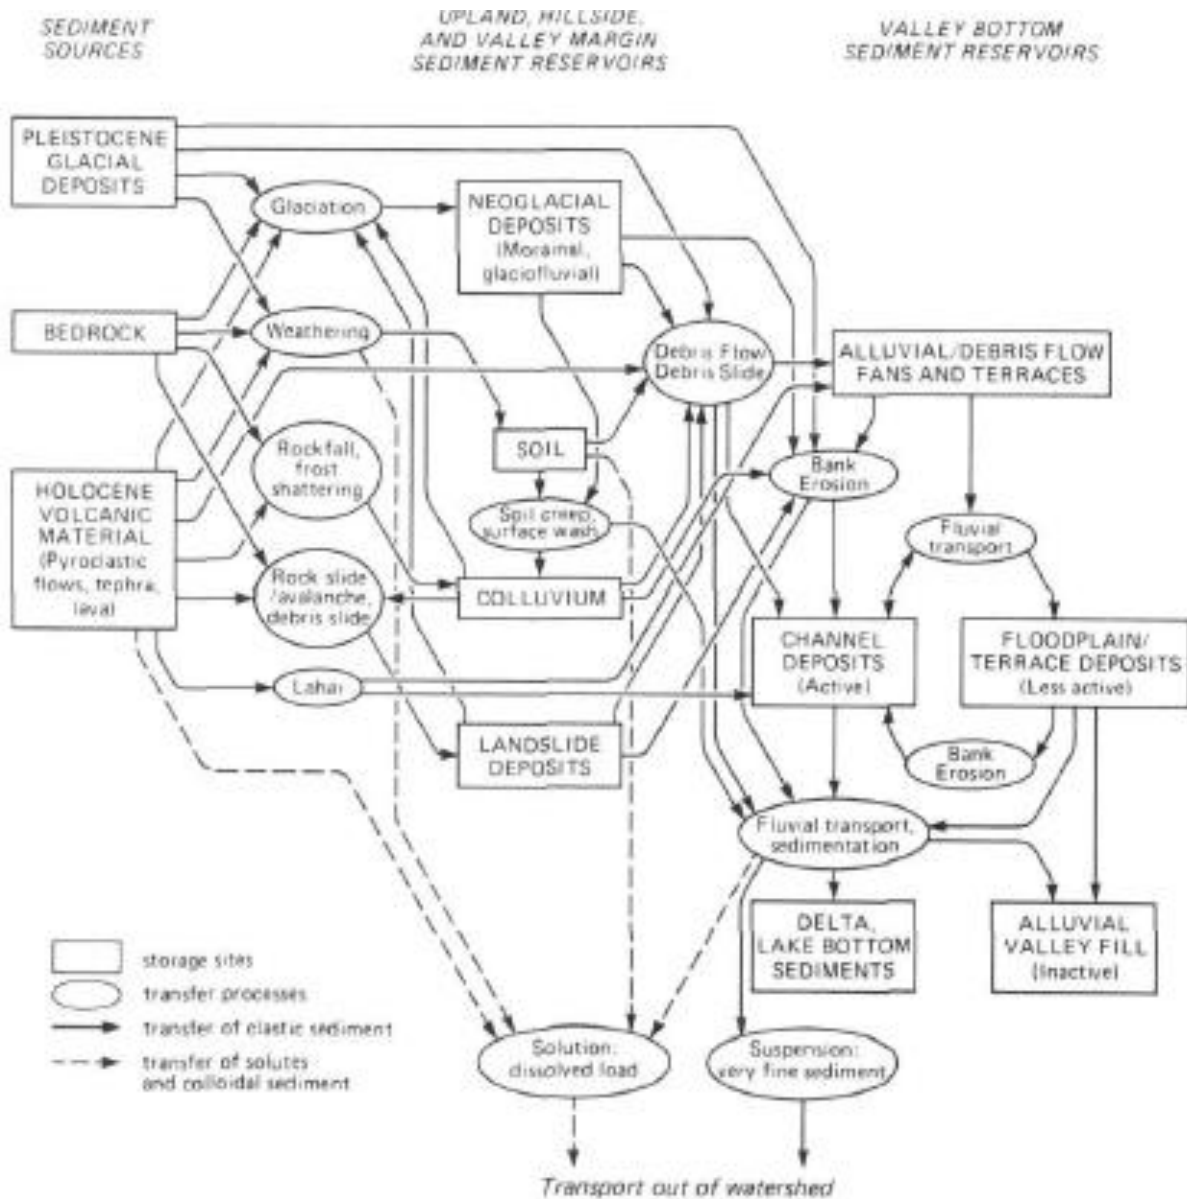 SEDIMENT
SOURCES
UPLAND, HILLSIDE,
AND VALLEY MARGIN
SEDIMENT RESERVOIRS
VALLEY BOTTOM
SEDIMENT RESERVOIRS
PLEISTOCENE
GLACIAL
DEPOSITS
Glaciation
NEOGLACIAL
DEPOSITS
(Morainal,
glaciofluvial)
BEDROCK
Weathering
Debris Flow/
Debris Slide
ALLUVIAL/DEBRIS FLOW
FANS AND TERRACES
Rockfall,
frost
shattering
SOIL
Bank
Erosion
HOLOCENE
VOLCANIC
MATERIAL
(Pyroclastic
flows, tephra,
lava)
Soil creep,
surface wash
Fluvial
transport
Rock slide
/avalanche,
debris slide
COLLUVIUM
CHANNEL
DEPOSITS
(Active)
FLOODPLAIN/
TERRACE DEPOSITS
(Less active)
Lahar
LANDSLIDE
DEPOSITS
Bank
Erosion
Fluvial transport,
sedimentation
DELTA,
LAKE BOTTOM
SEDIMENTS
ALLUVIAL
VALLEY FILL
(Inactive)
storage sites
transfer processes
transfer of clastic sediment
transfer of solutes
and colloidal sediment
Solution:
dissolved load
Suspension:
very fine sediment
Transport out of watershed